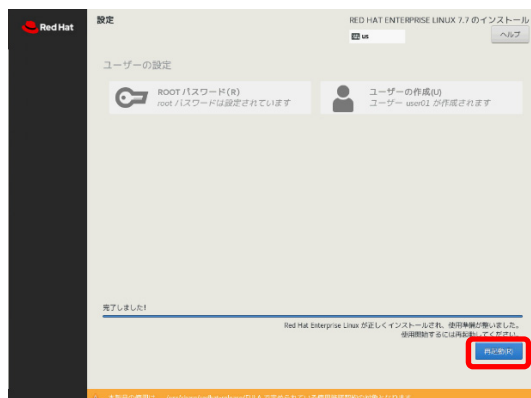 Red Hat
設定
RED HAT ENTERPRISE LINUX 7.7 のインストール
us
ヘルプ
ユーザーの設定
ROOT パスワード(R)
root パスワードは設定されています
ユーザーの作成(U)
ユーザー user01 が作成されます
完了しました!
Red Hat Enterprise Linux が正しくインストールされ、使用準備が整いました。
使用開始するには再起動してください。
再起動(R)